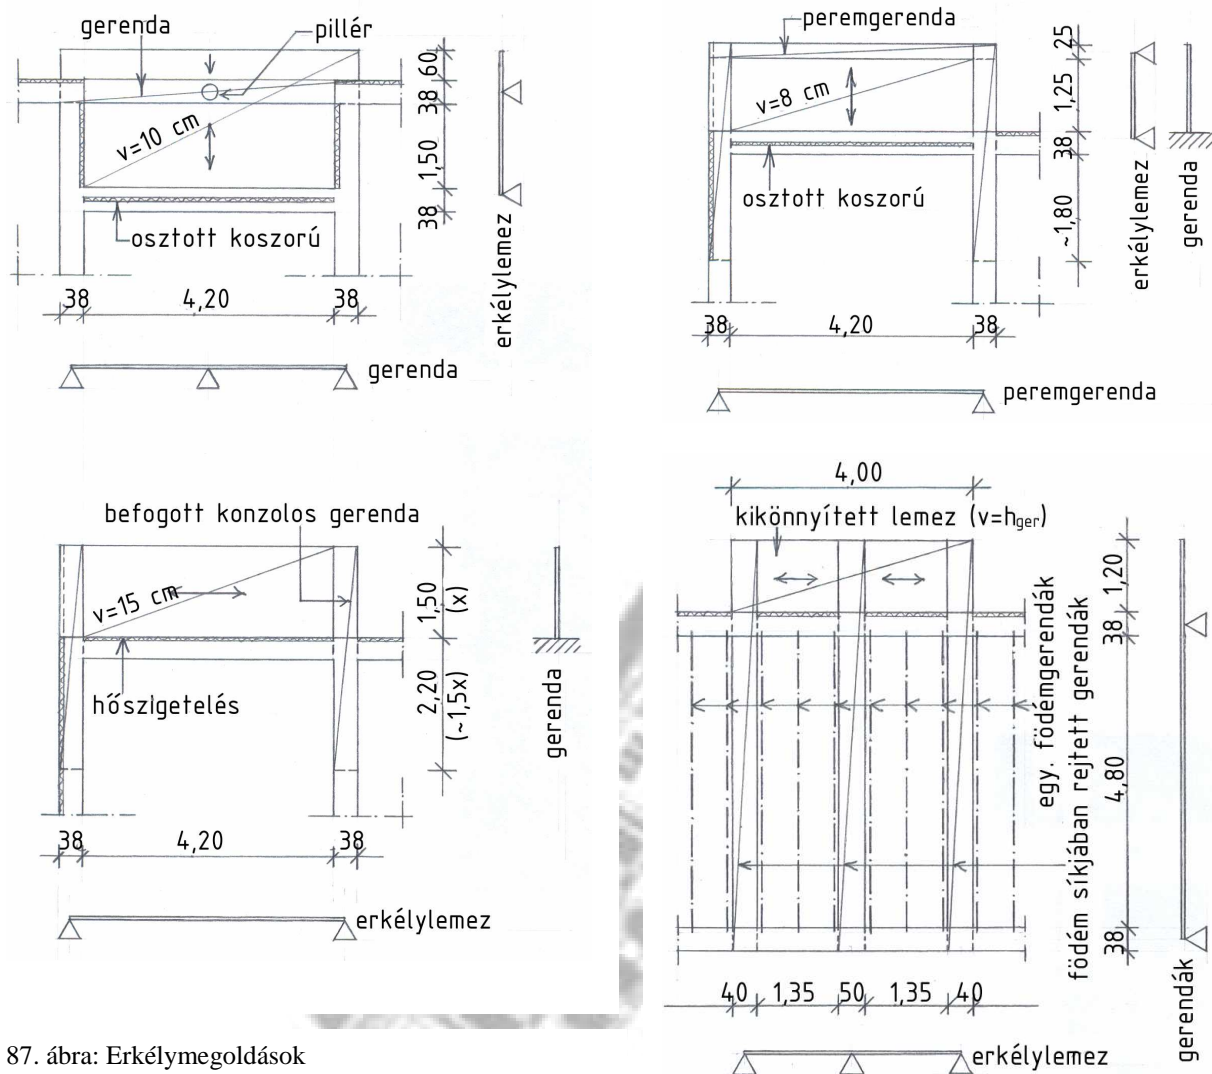 gerenda
pillér
60
38
v=10 cm
1,50
38
osztott koszorú
erkélylemez
38
4,20
38
gerenda
peremgerenda
25
v=8 cm
1,25
38
osztott koszorú
~1,80
erkélylemez
gerenda
38
4,20
38
peremgerenda
befogott konzolos gerenda
v=15 cm
1,50
(x)
hőszigetelés
2,20
(~1,5x)
gerenda
38
4,20
38
erkélylemez
4,00
kikönnyített lemez (v=hger)
1,20
38
egy. födémgerendák
födém síkjában rejtett gerendák
4,80
38
gerendák
40
1,35
50
1,35
40
erkélylemez
87. ábra: Erkélymegoldások